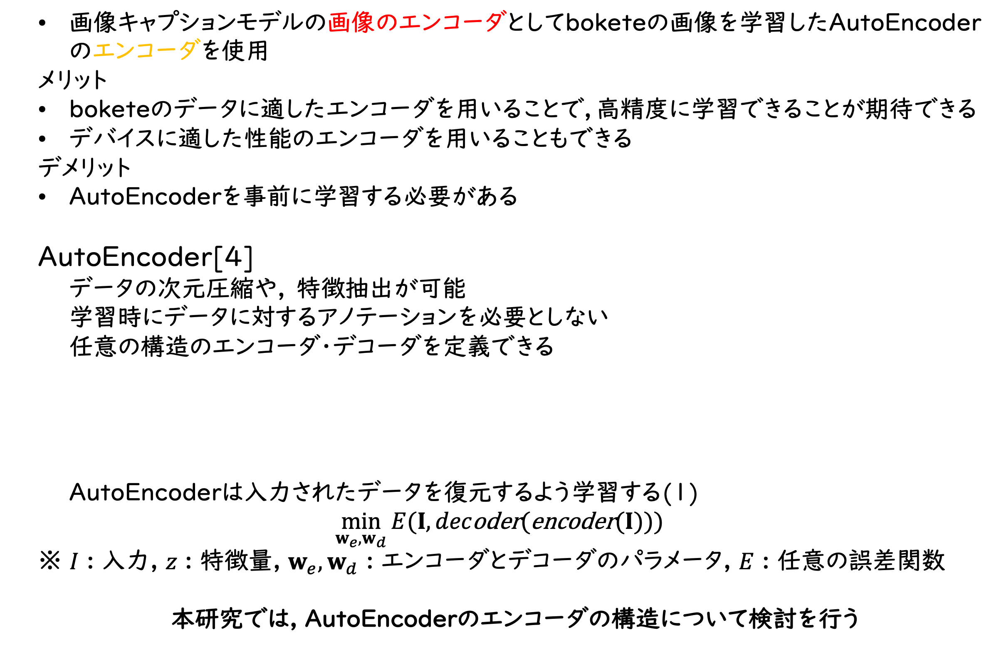 • 画像キャプションモデルの画像のエンコーダとしてboketeの画像を学習したAutoEncoder
のエンコーダを使用
メリット
• boketeのデータに適したエンコーダを用いることで,高精度に学習できることが期待できる
• デバイスに適した性能のエンコーダを用いることもできる
デメリット
• AutoEncoderを事前に学習する必要がある
AutoEncoder[4]
データの次元圧縮や, 特徴抽出が可能
学習時にデータに対するアノテーションを必要としない
任意の構造のエンコーダ・デコーダを定義できる
AutoEncoderは入力されたデータを復元するよう学習する(1)
min E(I, decoder(encoder(I))))
w_e,w_d
※ I：入力, z：特徴量, w_e,w_d：エンコーダとデコーダのパラメータ, E：任意の誤差関数
本研究では, AutoEncoderのエンコーダの構造について検討を行う